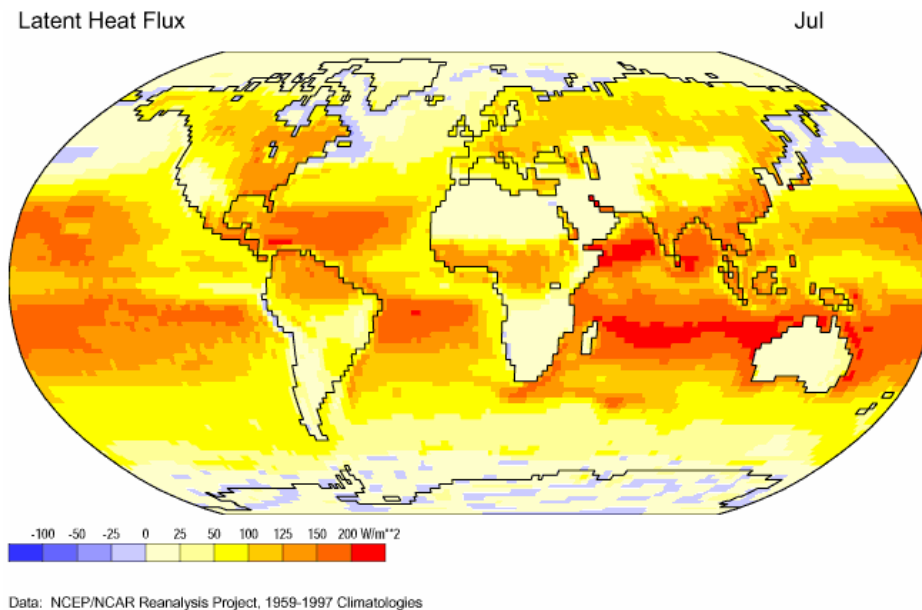 Latent Heat Flux Jul
-100 -50 -25 0 25 50 100 125 150 200 W/m**2
Data: NCEP/NCAR Reanalysis Project, 1959-1997 Climatologies